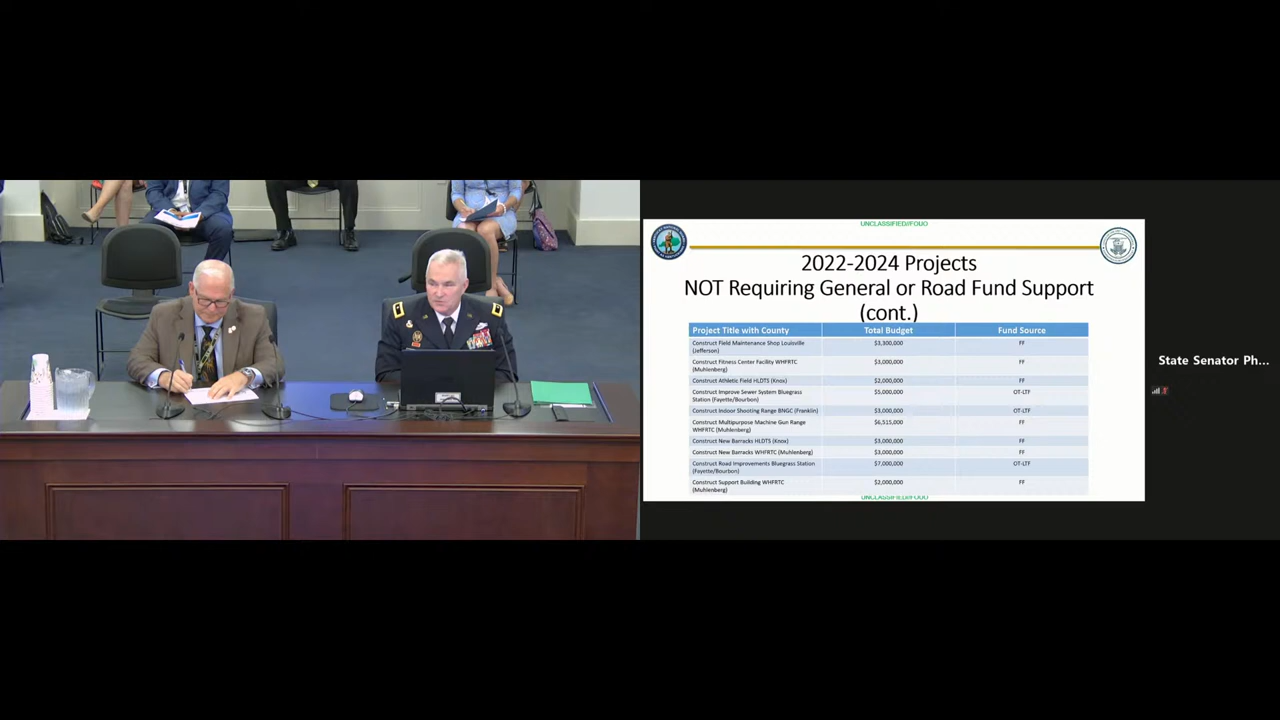 UNCLASSIFIED/FOUO
2022-2024 Projects
NOT Requiring General or Road Fund Support
(cont.)
Project Title with County Total Budget Fund Source
Construct Field Maintenance Shop Louisville
(Jefferson) $3,300,000 FF
Construct Fitness Center Facility WHFRTC
(Muhlenberg) $3,000,000 FF
Construct Athletic Field HLDTS (Knox) $2,000,000 FF
Construct Improve Sewer System Bluegrass
Station (Fayette/Bourbon) $5,000,000 OT-LTF
Construct Indoor Shooting Range BNGC (Franklin) $3,000,000 OT-LTF
Construct Multipurpose Machine Gun Range
WHFRTC (Muhlenberg) $6,515,000 FF
Construct New Barracks HLDTS (Knox) $3,000,000 FF
Construct New Barracks WHFRTC (Muhlenberg) $3,000,000 FF
Construct Road Improvements Bluegrass Station
(Fayette/Bourbon) $7,000,000 OT-LTF
Construct Support Building WHFRTC
(Muhlenberg) $2,000,000 FF
UNCLASSIFIED/FOUO
State Senator Ph...